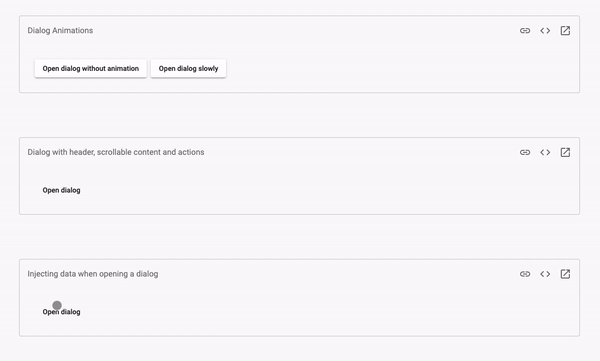 Dialog Animations
Open dialog without animation Open dialog slowly
Dialog with header, scrollable content and actions
Open dialog
Injecting data when opening a dialog
Open dialog